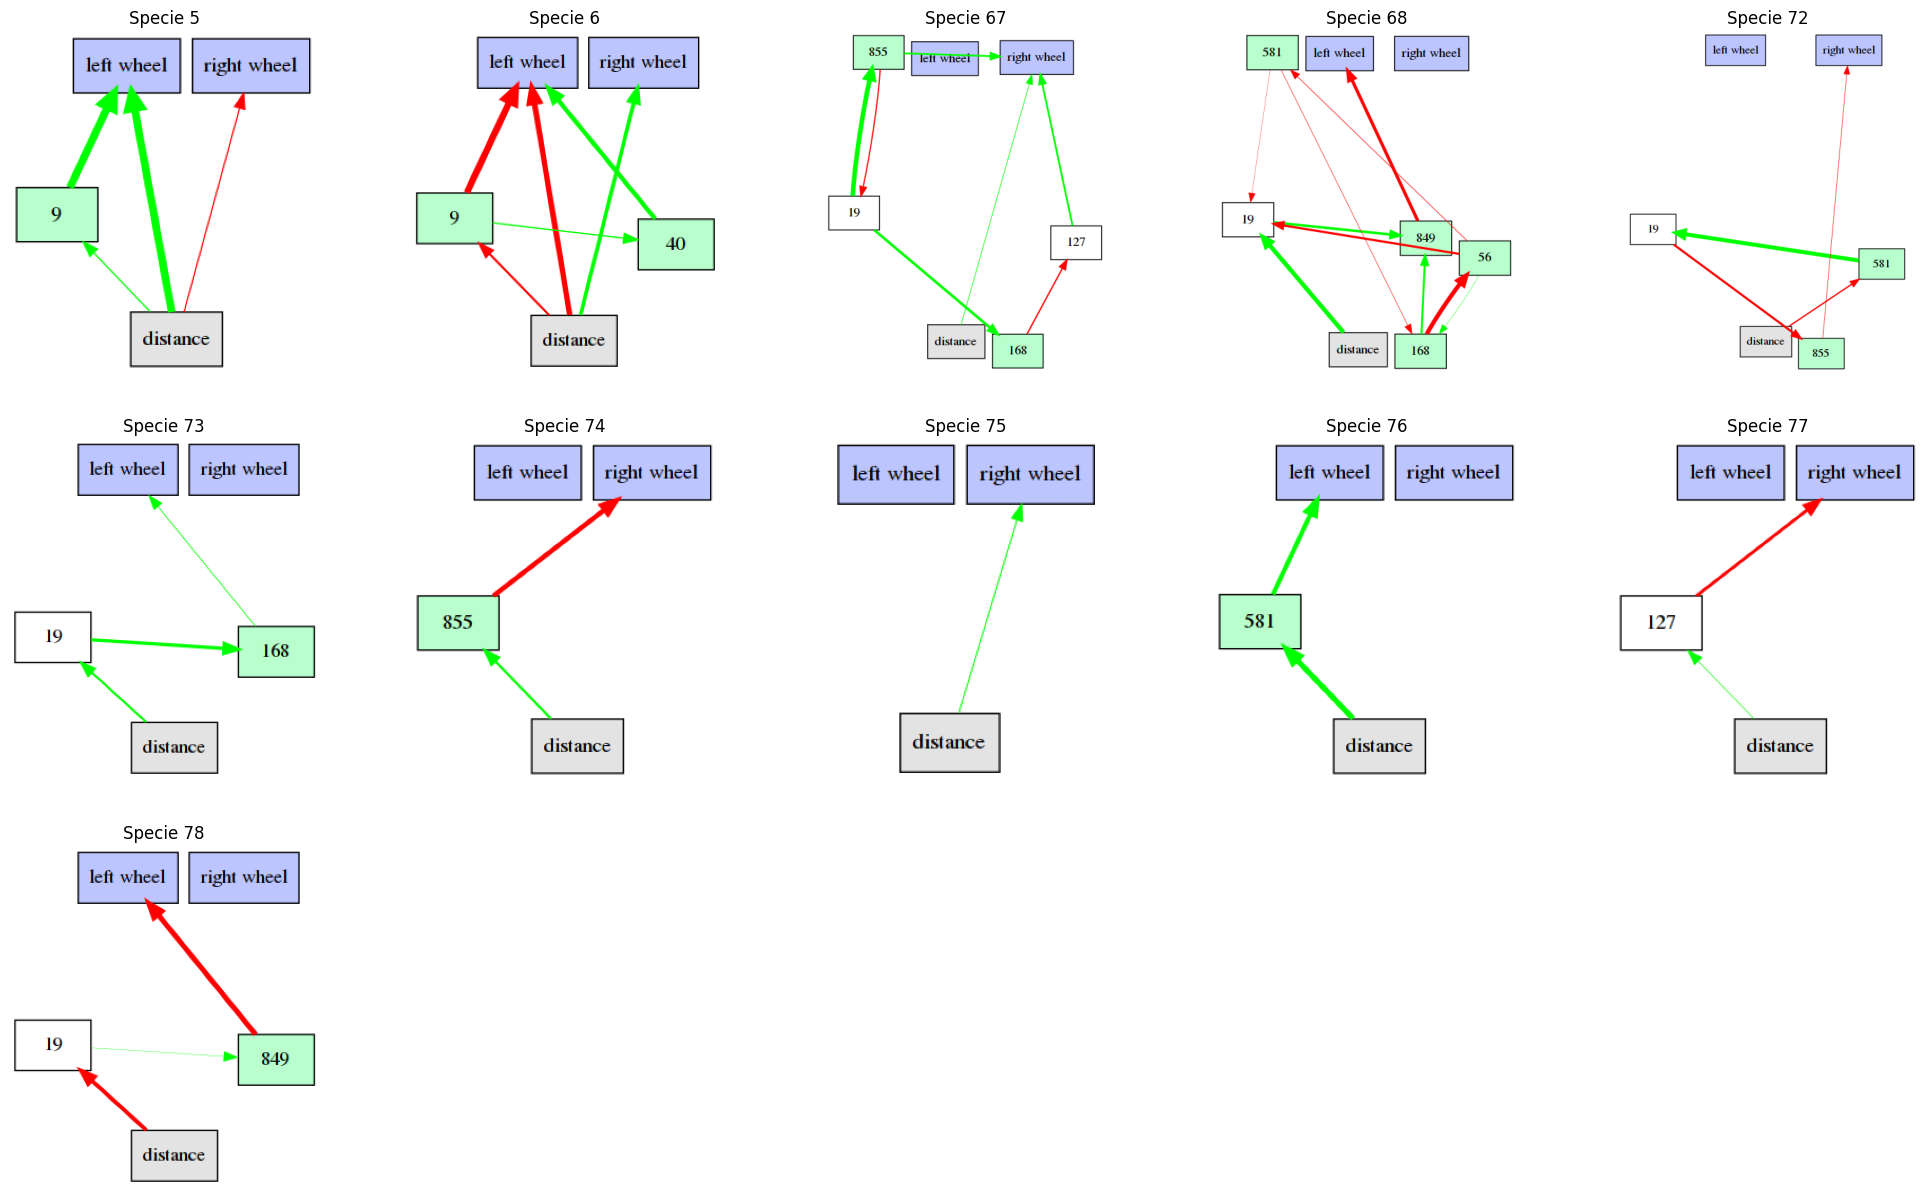 Specie 5
left wheel right wheel
9
distance
Specie 6
left wheel right wheel
9
40
distance
Specie 67
855 left wheel right wheel
19
127
distance
168
Specie 68
581 left wheel right wheel
19
849
56
distance 168
Specie 72
left wheel right wheel
19
581
distance
855
Specie 73
left wheel right wheel
19
168
distance
Specie 74
left wheel right wheel
855
distance
Specie 75
left wheel right wheel
distance
Specie 76
left wheel right wheel
581
distance
Specie 77
left wheel right wheel
127
distance
Specie 78
left wheel right wheel
19
849
distance